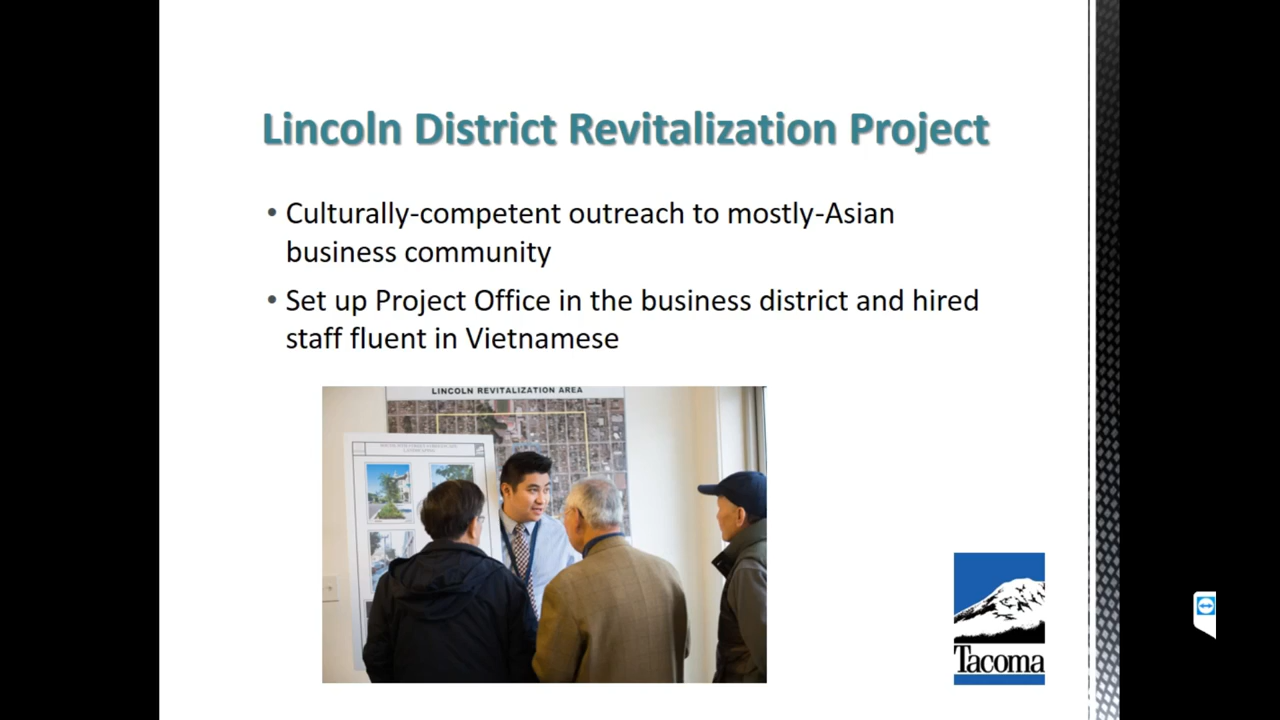 Lincoln District Revitalization Project
• Culturally-competent outreach to mostly-Asian
business community
• Set up Project Office in the business district and hired
staff fluent in Vietnamese
LINCOLN REVITALIZATION AREA
Tacoma